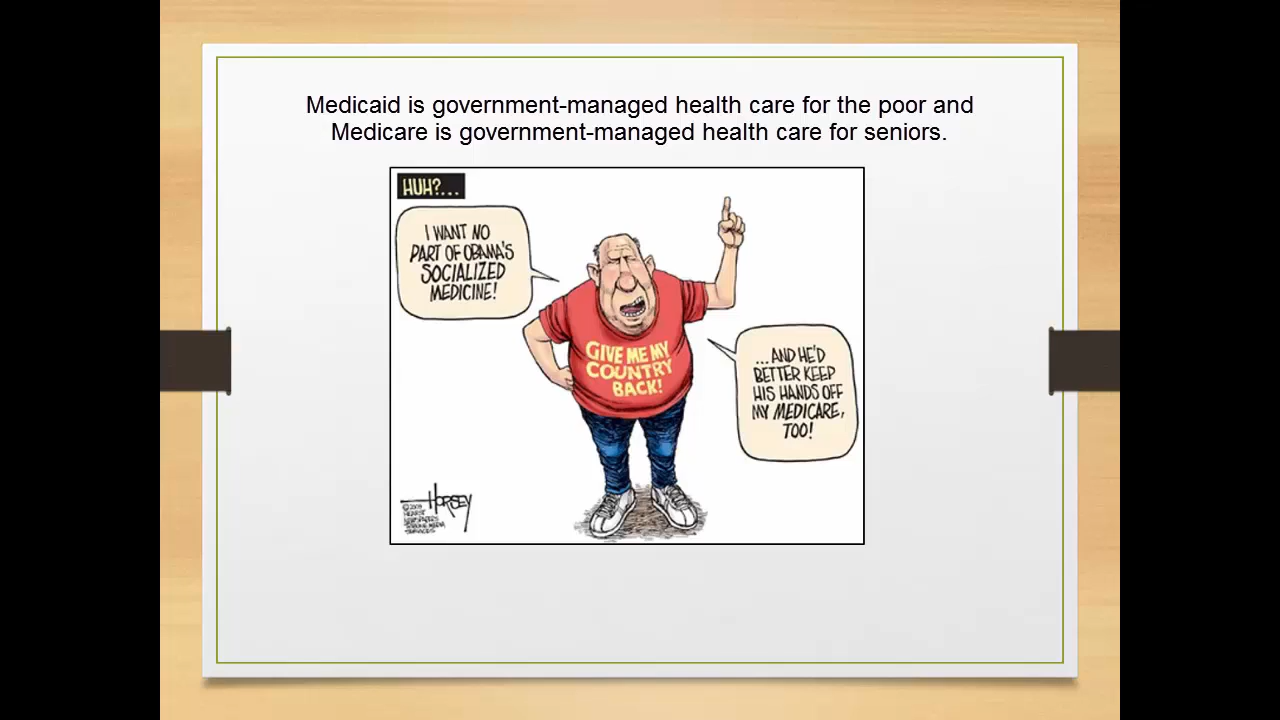 Medicaid is government-managed health care for the poor and
Medicare is government-managed health care for seniors.
HUH?...
I WANT NO
PART OF OBAMA'S
SOCIALIZED
MEDICINE!
GIVE ME MY
COUNTRY
BACK!
...AND HE'D
BETTER KEEP
HIS HANDS OFF
MY MEDICARE,
TOO!
HORSEY